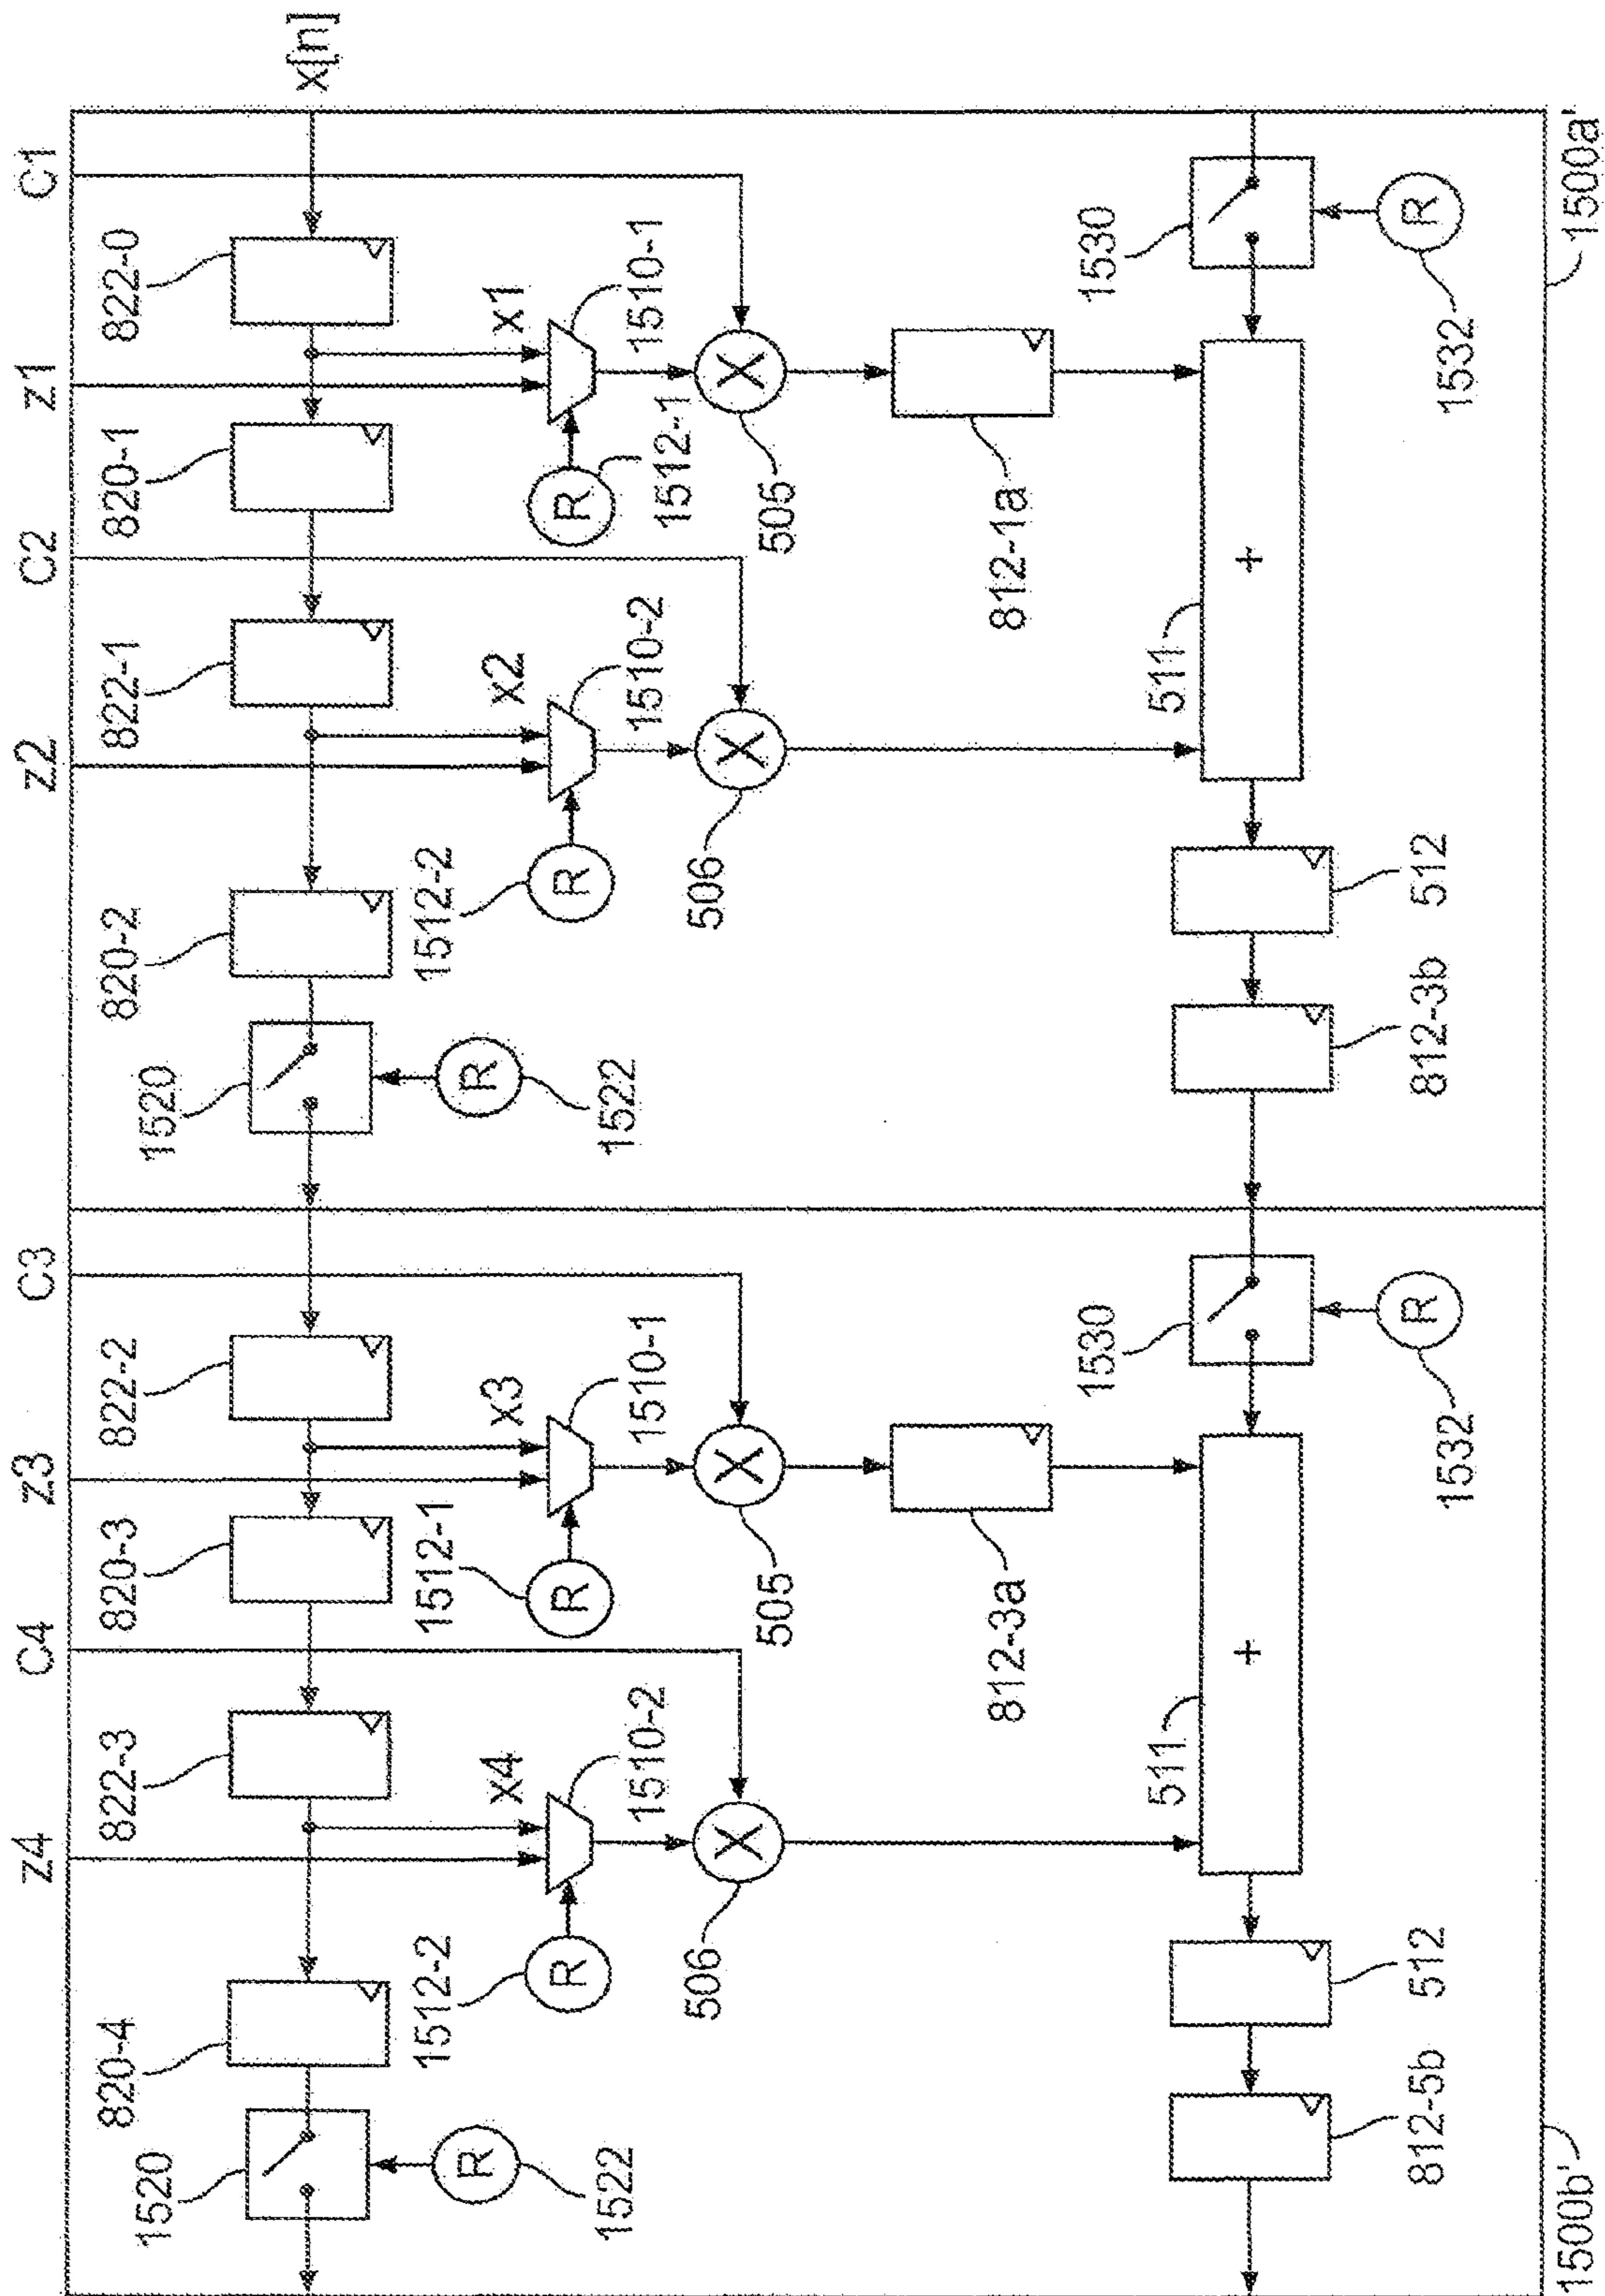 x[n]
C1
Z1
C2
Z2
C3
Z3
C4
Z4
822-0
820-1
822-1
820-2
1520
822-2
820-3
822-3
820-4
1520
R
1522
R
1522
x1
1510-1
R
1512-1
x2
1510-2
R
1512-2
x3
1510-1
R
1512-1
x4
1510-2
R
1512-2
X
505
X
506
X
505
X
506
812-1a
812-3a
1530
R
1532
+
511
512
812-3b
1530
R
1532
+
511
512
812-5b
1500a'
1500b'